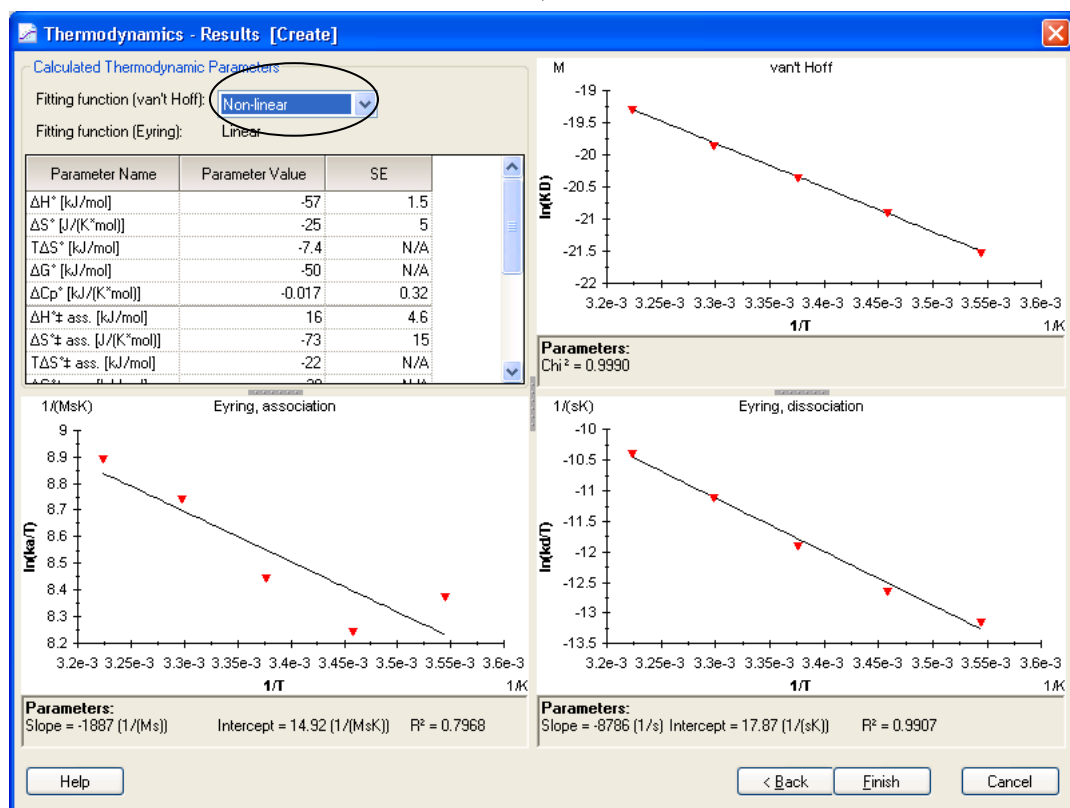 Thermodynamics - Results [Create]
Calculated Thermodynamic Parameters
Fitting function (van't Hoff): Non-linear
Fitting function (Eyring): Linear
Parameter Name Parameter Value SE
ΔH° [kJ/mol] -57 1.5
ΔS° [J/(K*mol)] -25 5
TΔS° [kJ/mol] -7.4 N/A
ΔG° [kJ/mol] -50 N/A
ΔCp° [kJ/(K*mol)] -0.017 0.32
ΔH°‡ ass. [kJ/mol] 16 4.6
ΔS°‡ ass. [J/(K*mol)] -73 15
TΔS°‡ ass. [kJ/mol] -22 N/A
M van't Hoff
-19
-19.5
-20
-20.5
-21
-21.5
-22
ln(KD)
3.2e-3 3.25e-3 3.3e-3 3.35e-3 3.4e-3 3.45e-3 3.5e-3 3.55e-3 3.6e-3
1/T 1/K
Parameters:
Chi² = 0.9990
1/(MsK) Eyring, association
9
8.9
8.8
8.7
8.6
8.5
8.4
8.3
8.2
ln(ka/T)
3.2e-3 3.25e-3 3.3e-3 3.35e-3 3.4e-3 3.45e-3 3.5e-3 3.55e-3 3.6e-3
1/T 1/K
Parameters:
Slope = -1887 (1/(Ms)) Intercept = 14.92 (1/(MsK)) R² = 0.7968
1/(sK) Eyring, dissociation
-10
-10.5
-11
-11.5
-12
-12.5
-13
-13.5
ln(kd/T)
3.2e-3 3.25e-3 3.3e-3 3.35e-3 3.4e-3 3.45e-3 3.5e-3 3.55e-3 3.6e-3
1/T 1/K
Parameters:
Slope = -8786 (1/s) Intercept = 17.87 (1/(sK)) R² = 0.9907
Help < Back Finish Cancel